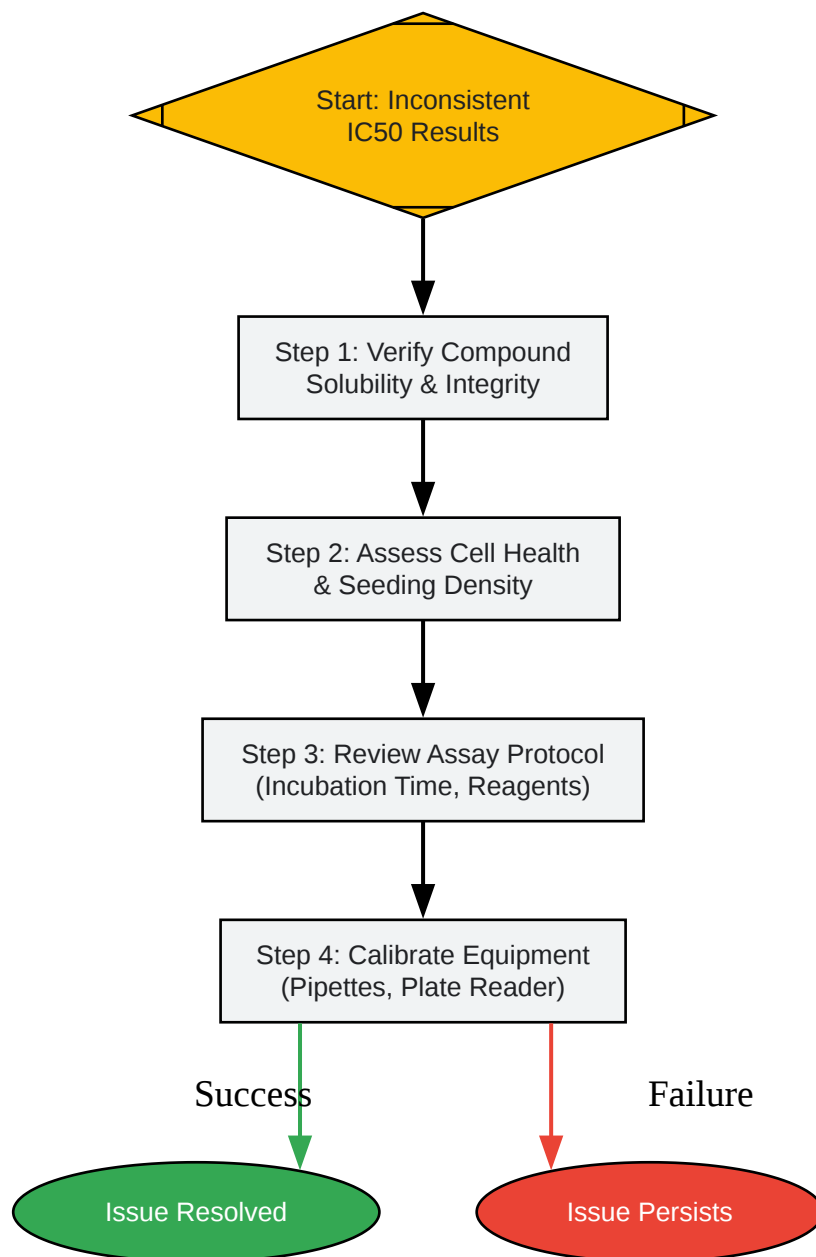 Start: Inconsistent
IC50 Results
Step 1: Verify Compound
Solubility & Integrity
Step 2: Assess Cell Health
& Seeding Density
Step 3: Review Assay Protocol
(Incubation Time, Reagents)
Step 4: Calibrate Equipment
(Pipettes, Plate Reader)
Success
Failure
Issue Resolved
Issue Persists